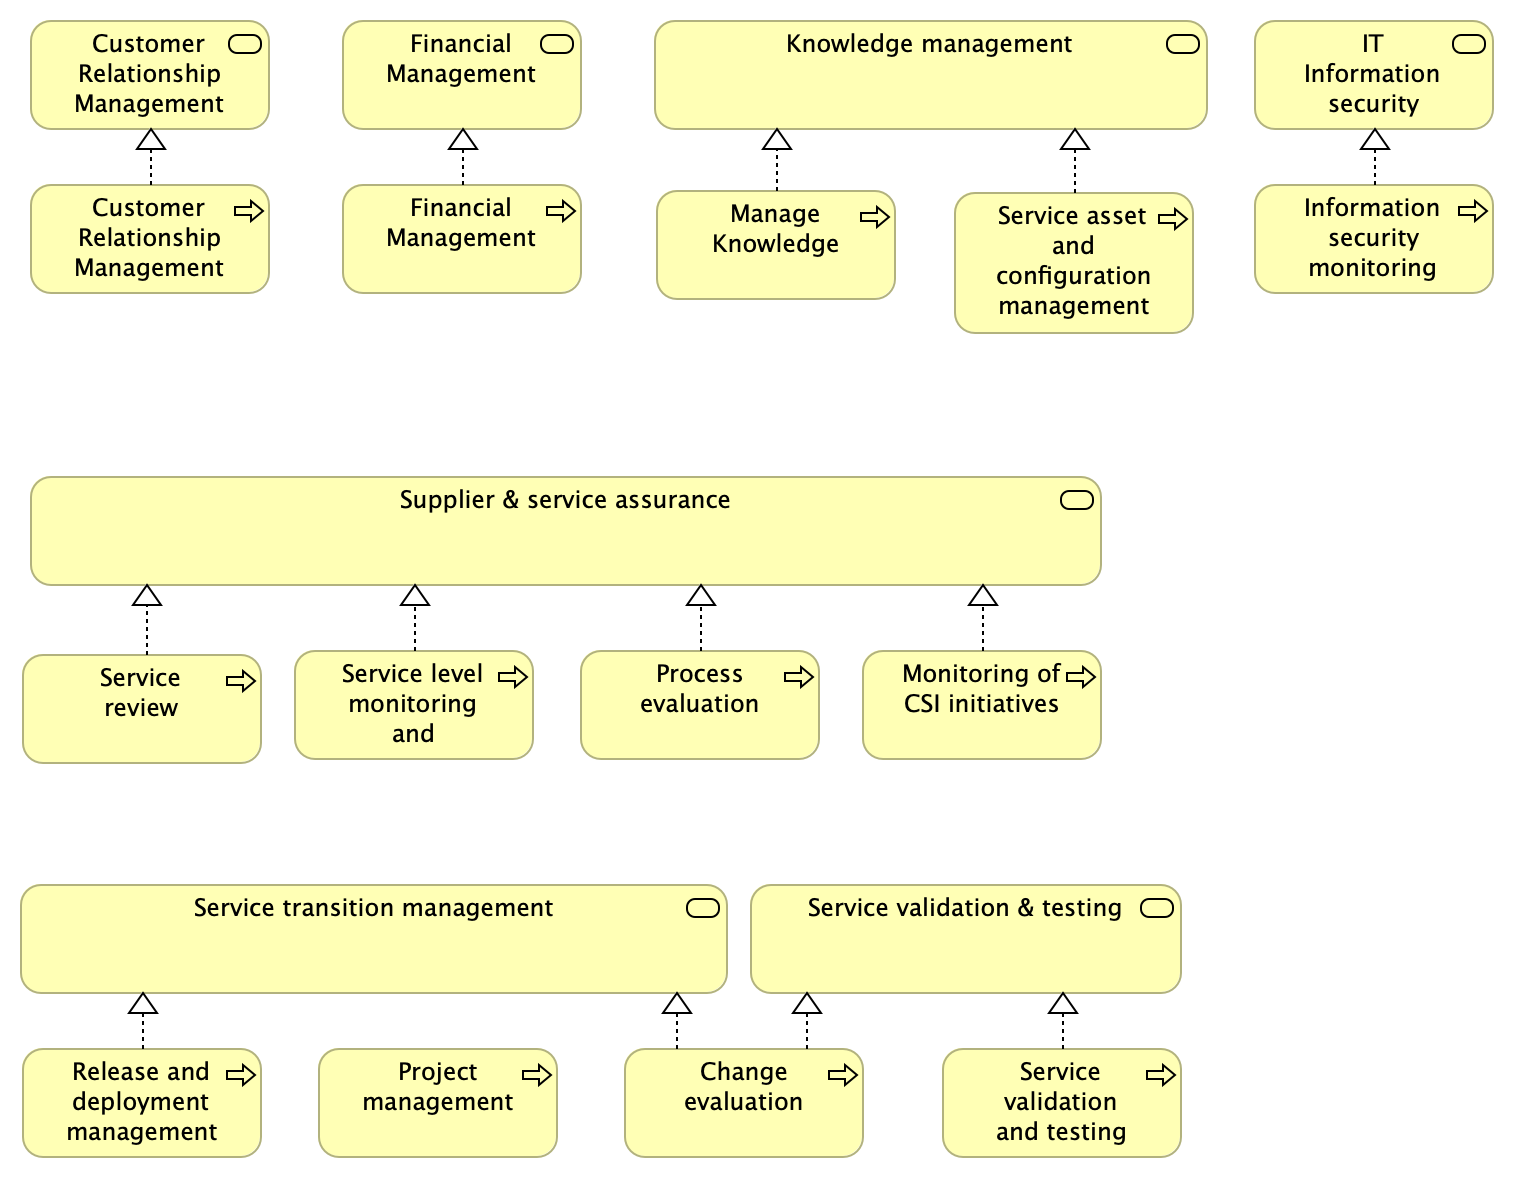 Customer
Relationship
Management
Financial
Management
Knowledge management
IT
Information
security
Customer
Relationship
Management
Financial
Management
Manage
Knowledge
Service asset
and
configuration
management
Information
security
monitoring
Supplier & service assurance
Service
review
Service level
monitoring
and
Process
evaluation
Monitoring of
CSI initiatives
Service transition management
Service validation & testing
Release and
deployment
management
Project
management
Change
evaluation
Service
validation
and testing